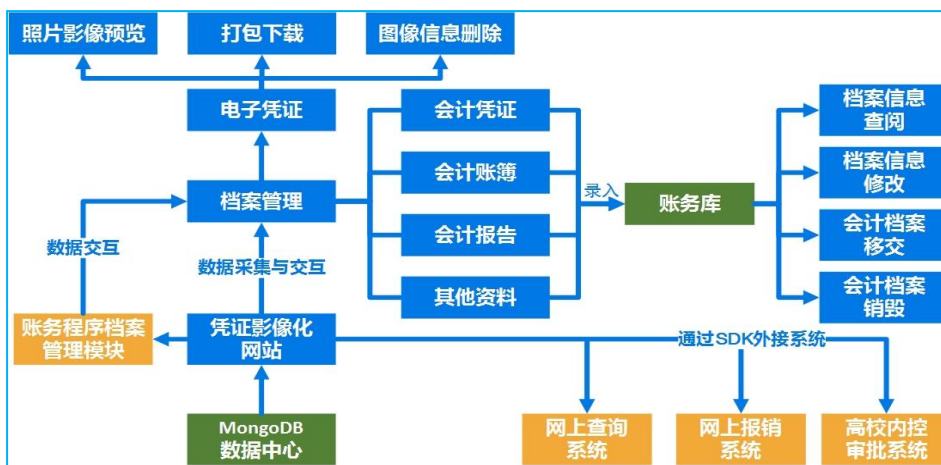 照片影像预览
打包下载
图像信息删除
电子凭证
会计凭证
档案信息
查阅
会计账簿
档案信息
修改
档案管理
录入
账务库
数据交互
会计报告
会计档案
移交
数据采集与交互
其他资料
会计档案
销毁
账务程序档案
管理模块
凭证影像化
网站
通过SDK外接系统
MongoDB
数据中心
网上查询
系统
网上报销
系统
高校内控
审批系统